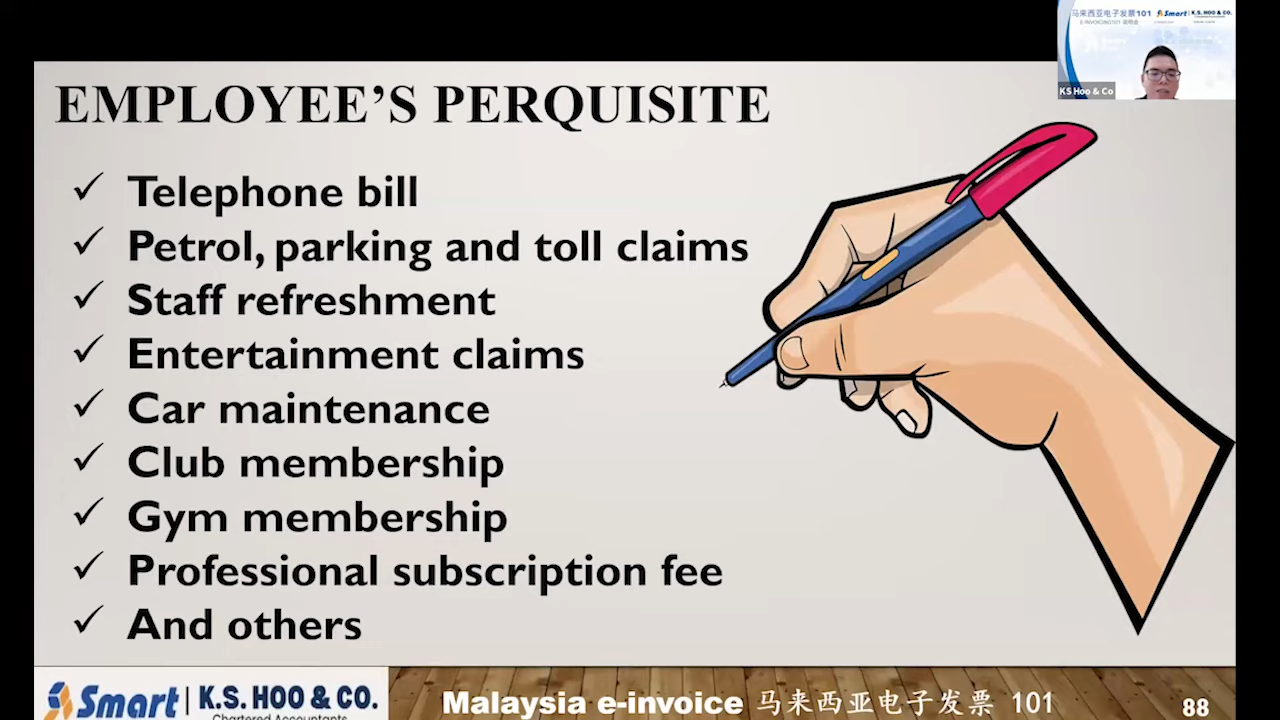 马来西亚电子发票101 Smart | K.S. HOO & CO.
KS Hoo & Co
EMPLOYEE'S PERQUISITE
✓ Telephone bill
✓ Petrol, parking and toll claims
✓ Staff refreshment
✓ Entertainment claims
✓ Car maintenance
✓ Club membership
✓ Gym membership
✓ Professional subscription fee
✓ And others
Smart | K.S. HOO & CO.
Chartered Accountants
Malaysia e-invoice 马来西亚电子发票 101
88